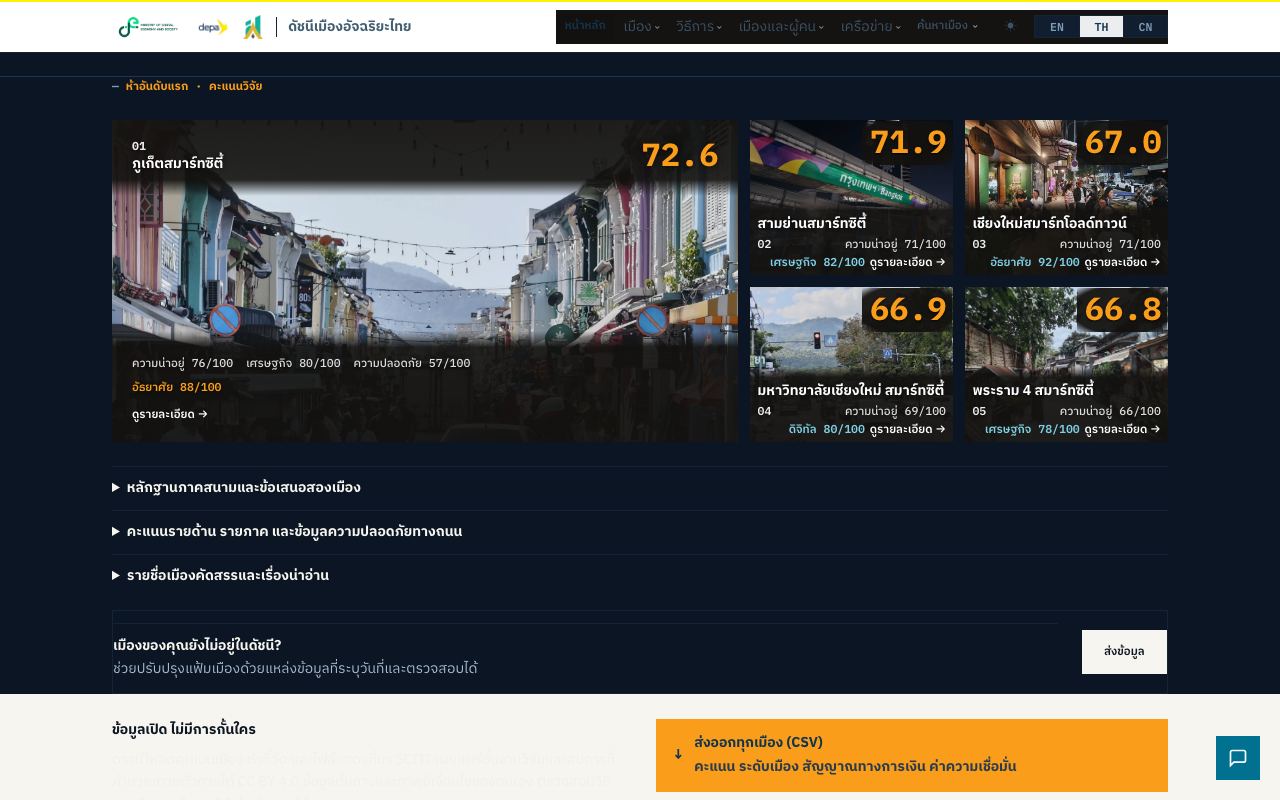 ดัชนีเมืองอัจฉริยะไทย
หน้าหลัก เมือง วิธีการ เมืองและผู้คน เครือข่าย ค้นหาเมือง EN TH CN
— ห้าอันดับแรก · คะแนนวิจัย
01
ภูเก็ตสมาร์ทซิตี้
72.6
ความน่าอยู่ 76/100 เศรษฐกิจ 80/100 ความปลอดภัย 57/100
อัธยาศัย 88/100
ดูรายละเอียด →
71.9
กรุงเทพฯ · Bangkok
สามย่านสมาร์ทซิตี้
02 ความน่าอยู่ 71/100
เศรษฐกิจ 82/100 ดูรายละเอียด →
67.0
เชียงใหม่สมาร์ทโอลด์ทาวน์
03 ความน่าอยู่ 71/100
อัธยาศัย 92/100 ดูรายละเอียด →
66.9
มหาวิทยาลัยเชียงใหม่ สมาร์ทซิตี้
04 ความน่าอยู่ 69/100
ดิจิทัล 80/100 ดูรายละเอียด →
66.8
พระราม 4 สมาร์ทซิตี้
05 ความน่าอยู่ 66/100
เศรษฐกิจ 78/100 ดูรายละเอียด →
▶ หลักฐานภาคสนามและข้อเสนอสองเมือง
▶ คะแนนรายด้าน รายภาค และข้อมูลความปลอดภัยทางถนน
▶ รายชื่อเมืองคัดสรรและเรื่องน่าอ่าน
เมืองของคุณยังไม่อยู่ในดัชนี?
ช่วยปรับปรุงแฟ้มเมืองด้วยแหล่งข้อมูลที่ระบุวันที่และตรวจสอบได้
ส่งข้อมูล
ข้อมูลเปิด ไม่มีการกั้นใคร
↓ ส่งออกทุกเมือง (CSV)
คะแนน ระดับเมือง สัญญาณทางการเงิน ค่าความเชื่อมั่น